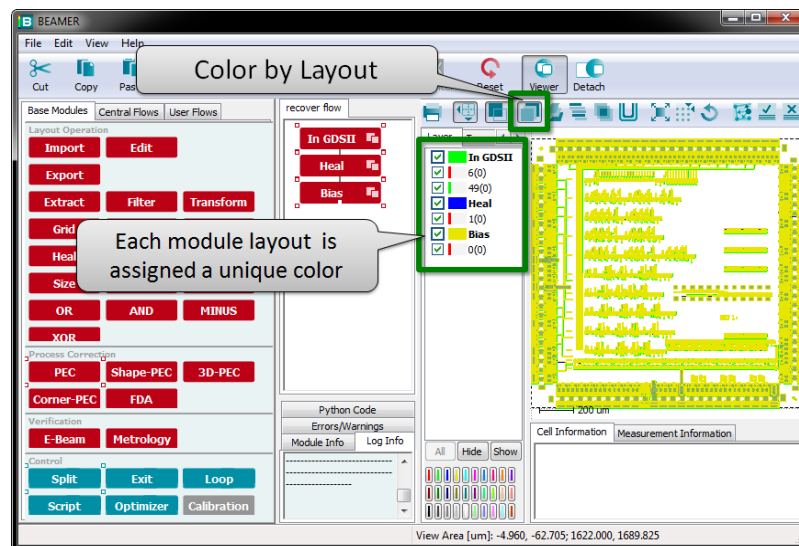 BEAMER
File Edit View Help
Cut Copy Reset Viewer Detach
Color by Layout
Base Modules Central Flows User Flows
recover flow
Layout Operation
Import Edit
Export
Extract Filter Transform
Grid
Heal
Size
OR AND MINUS
XOR
Process Correction
PEC Shape-PEC 3D-PEC
Corner-PEC FDA
Verification
E-Beam Metrology
Control
Split Exit Loop
Script Optimizer Calibration
In GDSII
Heal
Bias
Each module layout is
assigned a unique color
Python Code
Errors/Warnings
Module Info Log Info
In GDSII
6(0)
49(0)
Heal
1(0)
Bias
0(0)
All Hide Show
200 um
Cell Information Measurement Information
View Area [um]: -4.960, -62.705; 1622.000, 1689.825